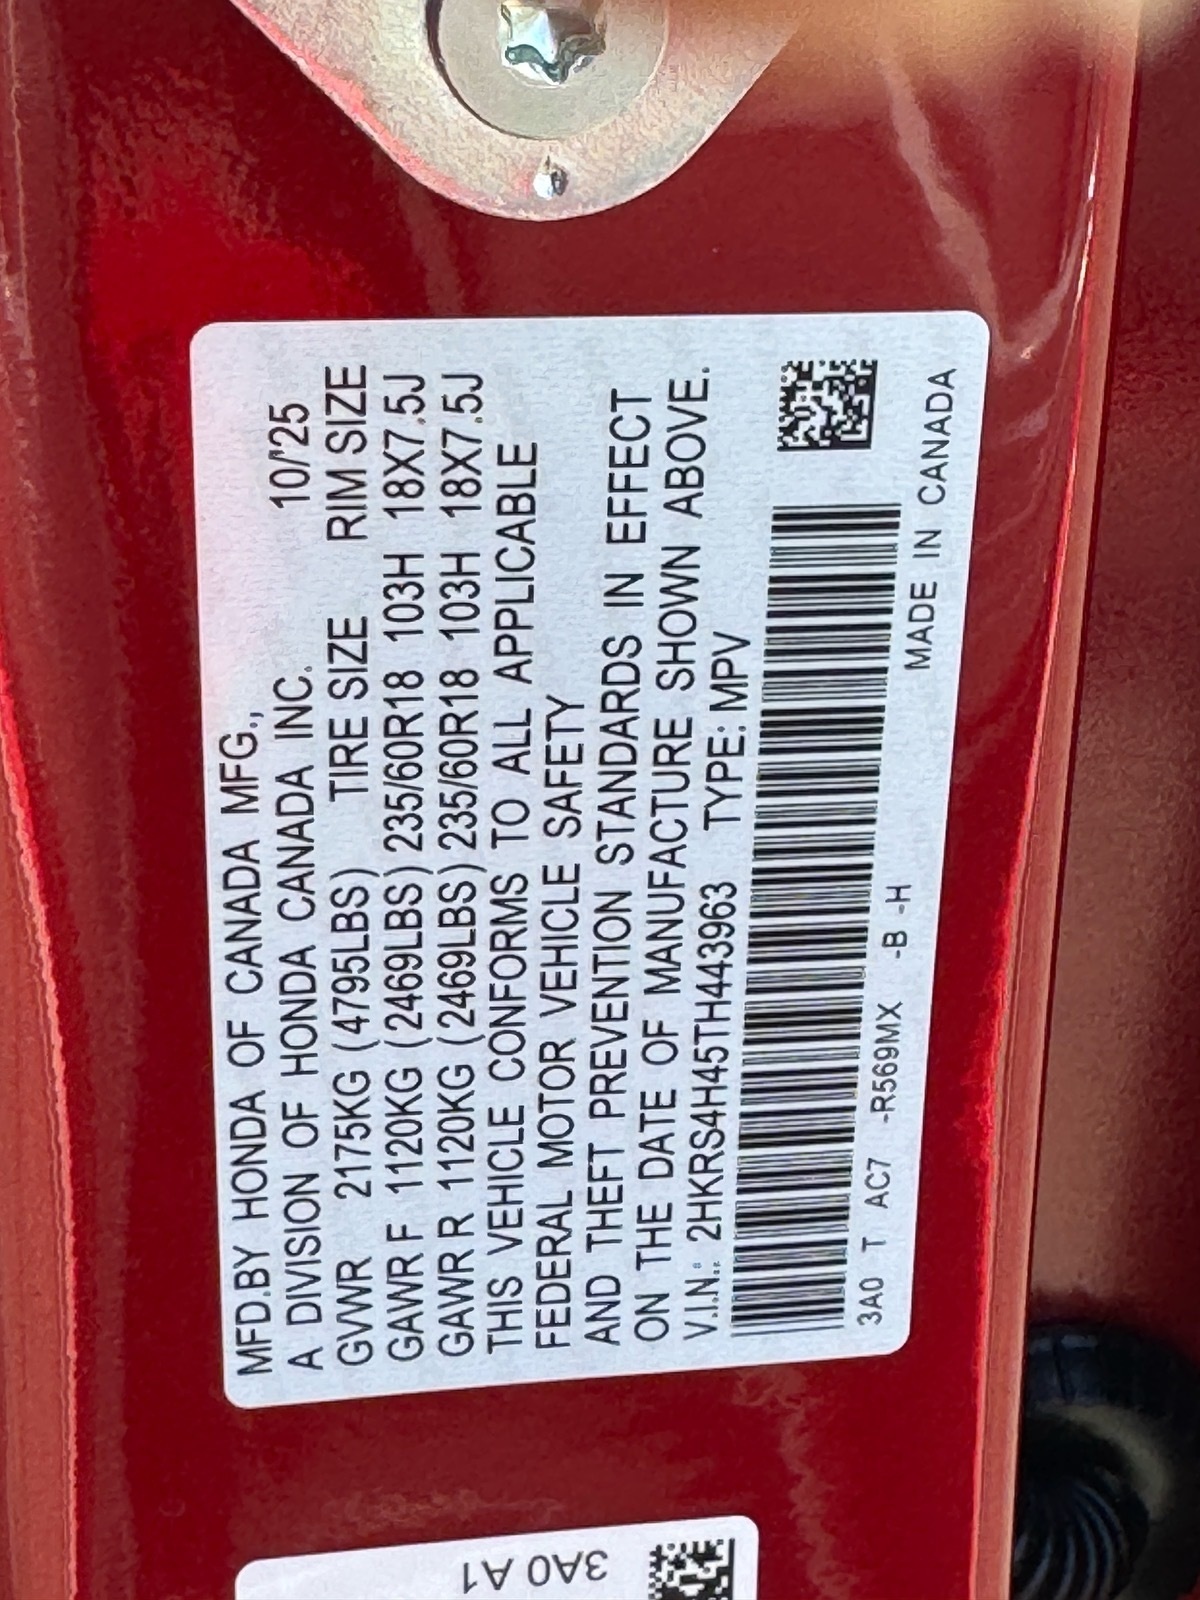 MFD.BY HONDA OF CANADA MFG.,
A DIVISION OF HONDA CANADA INC. 10/'25
GVWR 2175KG (4795LBS) TIRE SIZE RIM SIZE
GAWR F 1120KG (2469LBS) 235/60R18 103H 18X7.5J
GAWR R 1120KG (2469LBS) 235/60R18 103H 18X7.5J
THIS VEHICLE CONFORMS TO ALL APPLICABLE
FEDERAL MOTOR VEHICLE SAFETY
AND THEFT PREVENTION STANDARDS IN EFFECT
ON THE DATE OF MANUFACTURE SHOWN ABOVE.
V.I.N.: 2HKRS4H45TH443963 TYPE: MPV
3A0 T AC7 -R569MX -B -H
MADE IN CANADA
3A0 A1